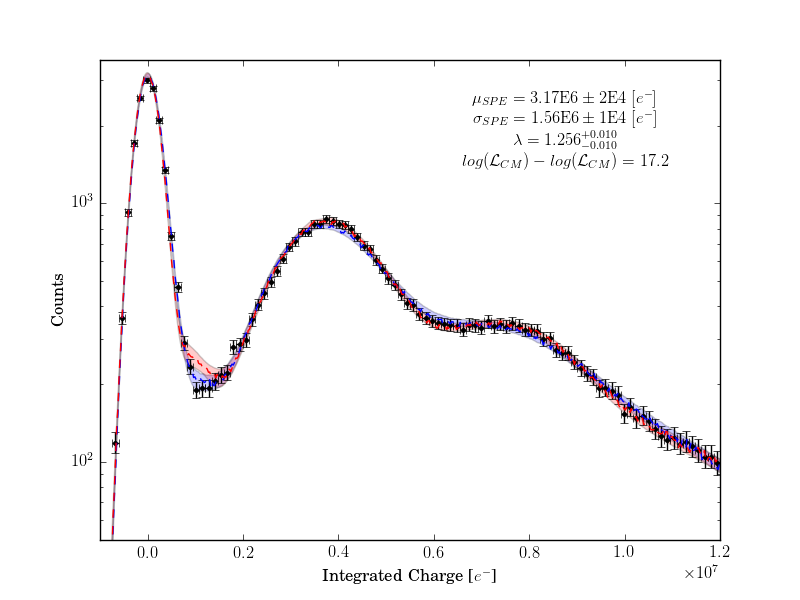 μ_SPE = 3.17E6 ± 2E4 [e⁻]
σ_SPE = 1.56E6 ± 1E4 [e⁻]
λ = 1.256^{+0.010}_{−0.010}
log(ℒ_CM) − log(ℒ_CM) = 17.2
10³
Counts
10²
0.0 0.2 0.4 0.6 0.8 1.0 1.2
×10⁷
Integrated Charge [e⁻]